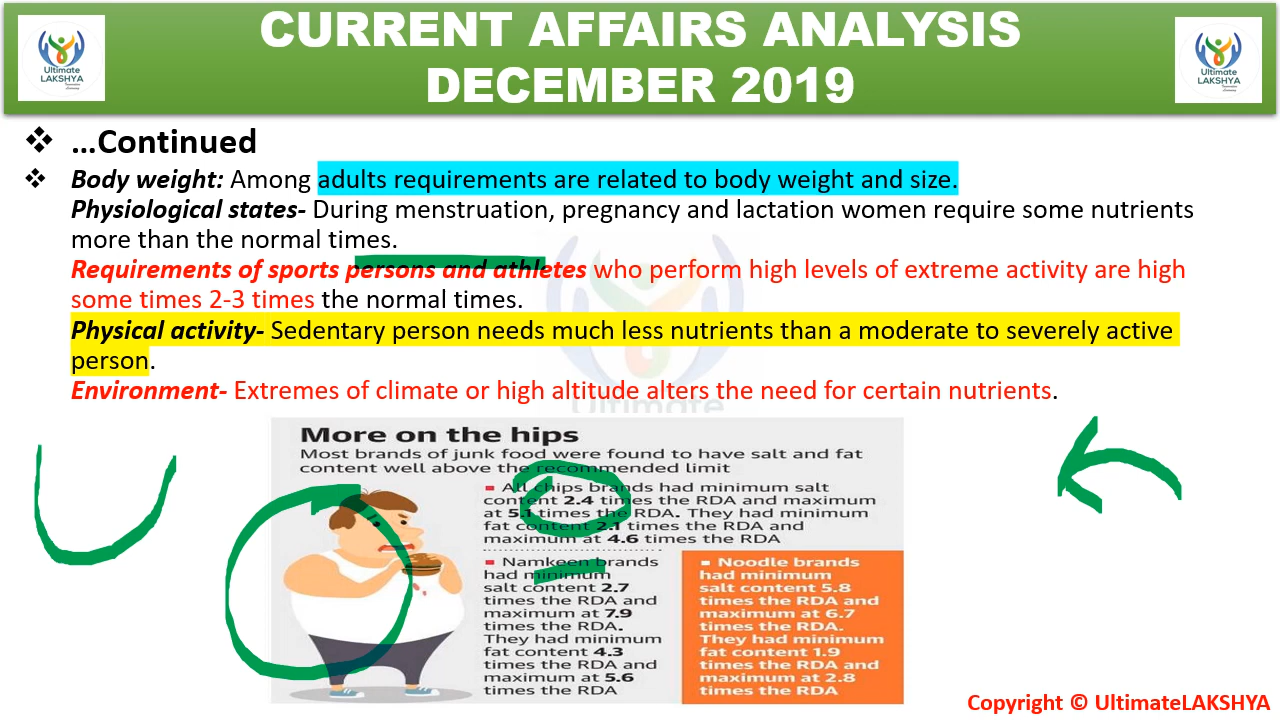 CURRENT AFFAIRS ANALYSIS
DECEMBER 2019
Ultimate
LAKSHYA
Ultimate
LAKSHYA
❖ ...Continued
❖ Body weight: Among adults requirements are related to body weight and size.
Physiological states- During menstruation, pregnancy and lactation women require some nutrients
more than the normal times.
Requirements of sports persons and athletes who perform high levels of extreme activity are high
some times 2-3 times the normal times.
Physical activity- Sedentary person needs much less nutrients than a moderate to severely active
person.
Environment- Extremes of climate or high altitude alters the need for certain nutrients.
Ultimate
More on the hips
Most brands of junk food were found to have salt and fat
content well above the recommended limit
All chips brands had minimum salt
content 2.4 times the RDA and maximum
at 5.1 times the RDA. They had minimum
fat content 2.1 times the RDA and
maximum at 4.6 times the RDA
Namkeen brands
had minimum
salt content 2.7
times the RDA and
maximum at 7.9
times the RDA.
They had minimum
fat content 4.3
times the RDA and
maximum at 5.6
times the RDA
Noodle brands
had minimum
salt content 5.8
times the RDA and
maximum at 6.7
times the RDA.
They had minimum
fat content 1.9
times the RDA and
maximum at 2.8
times the RDA
Copyright © UltimateLAKSHYA